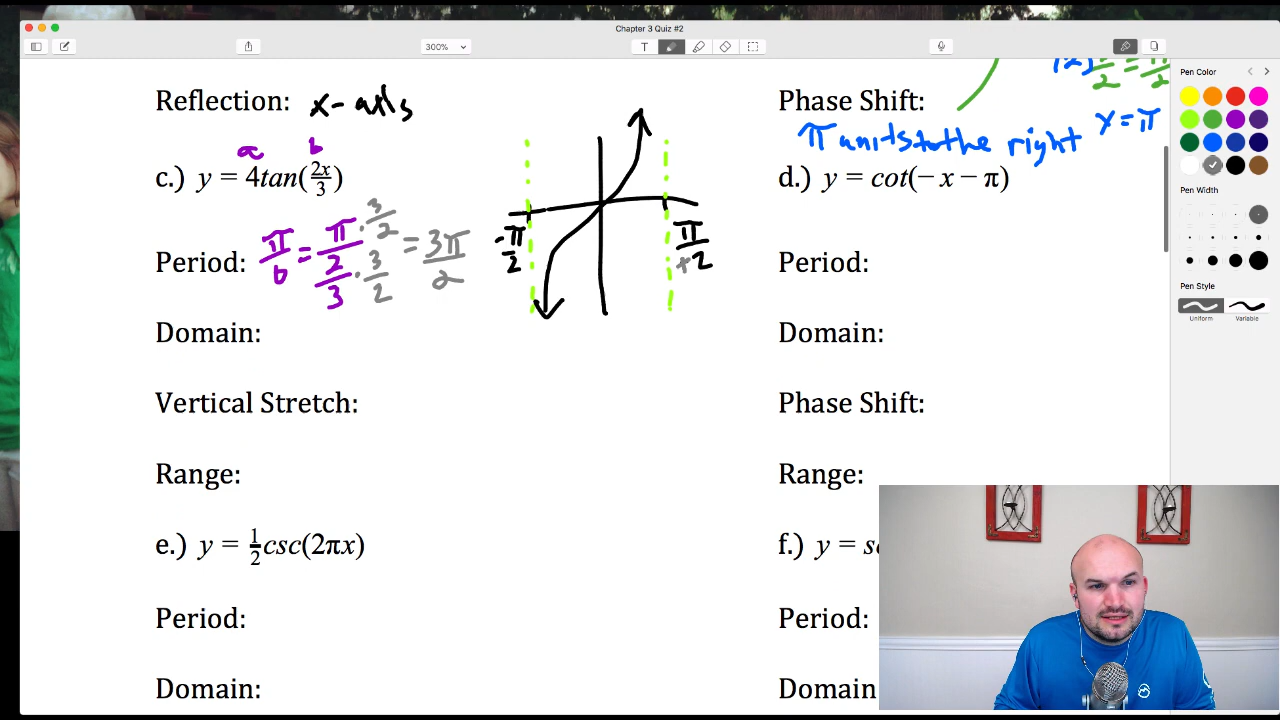 Chapter 3 Quiz #2
300%
T
Pen Color
Pen Width
Pen Style
Uniform
Variable
Reflection: x-axis
c.) y = 4tan(2x/3)
a
b
Period: π/b = π/(2/3) · (3/2)/(3/2) = 3π/2
-π/2
π/+2
Domain:
Vertical Stretch:
Range:
e.) y = ½csc(2πx)
Period:
Domain:
2 = π/2
x = π
Phase Shift:
π units to the right
d.) y = cot(− x − π)
Period:
Domain:
Phase Shift:
Range:
f.) y = s
Period:
Domain